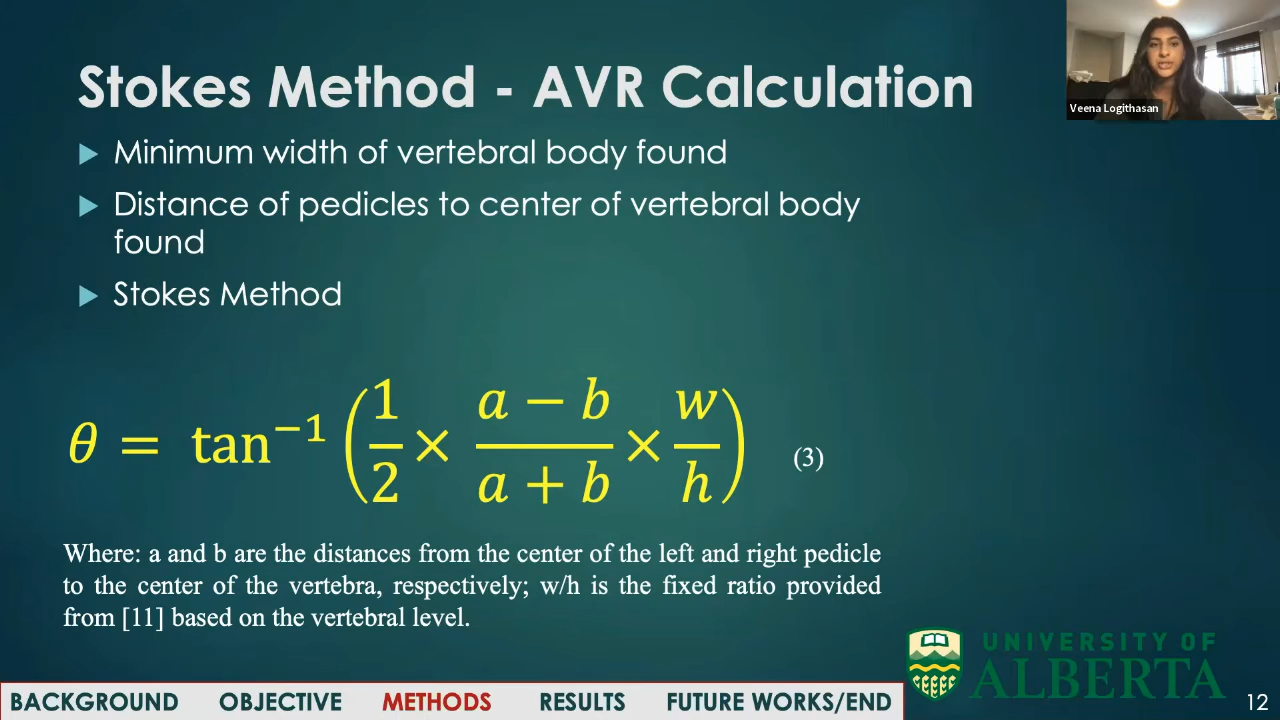 Stokes Method - AVR Calculation
Veena Logithasan
▶ Minimum width of vertebral body found
▶ Distance of pedicles to center of vertebral body
found
▶ Stokes Method
θ = tan⁻¹ (1/2 × (a − b)/(a + b) × w/h) (3)
Where: a and b are the distances from the center of the left and right pedicle
to the center of the vertebra, respectively; w/h is the fixed ratio provided
from [11] based on the vertebral level.
UNIVERSITY OF
ALBERTA
BACKGROUND OBJECTIVE METHODS RESULTS FUTURE WORKS/END
12